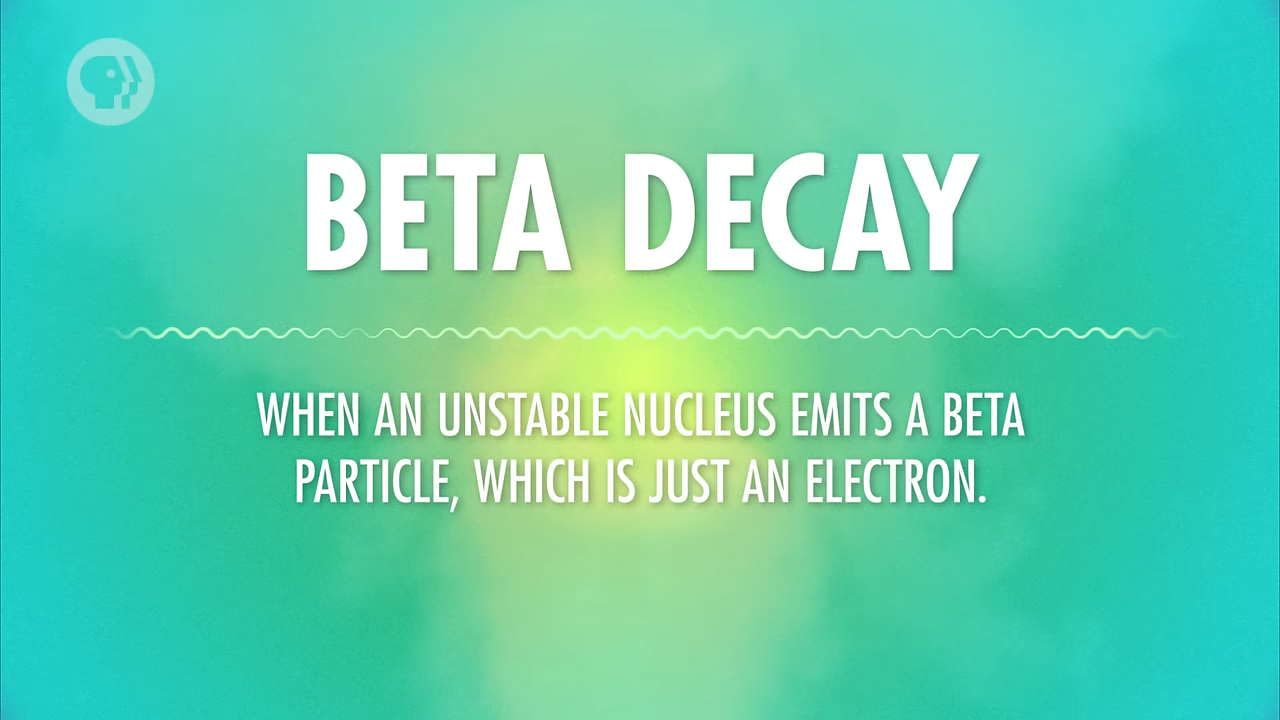 BETA DECAY
WHEN AN UNSTABLE NUCLEUS EMITS A BETA
PARTICLE, WHICH IS JUST AN ELECTRON.